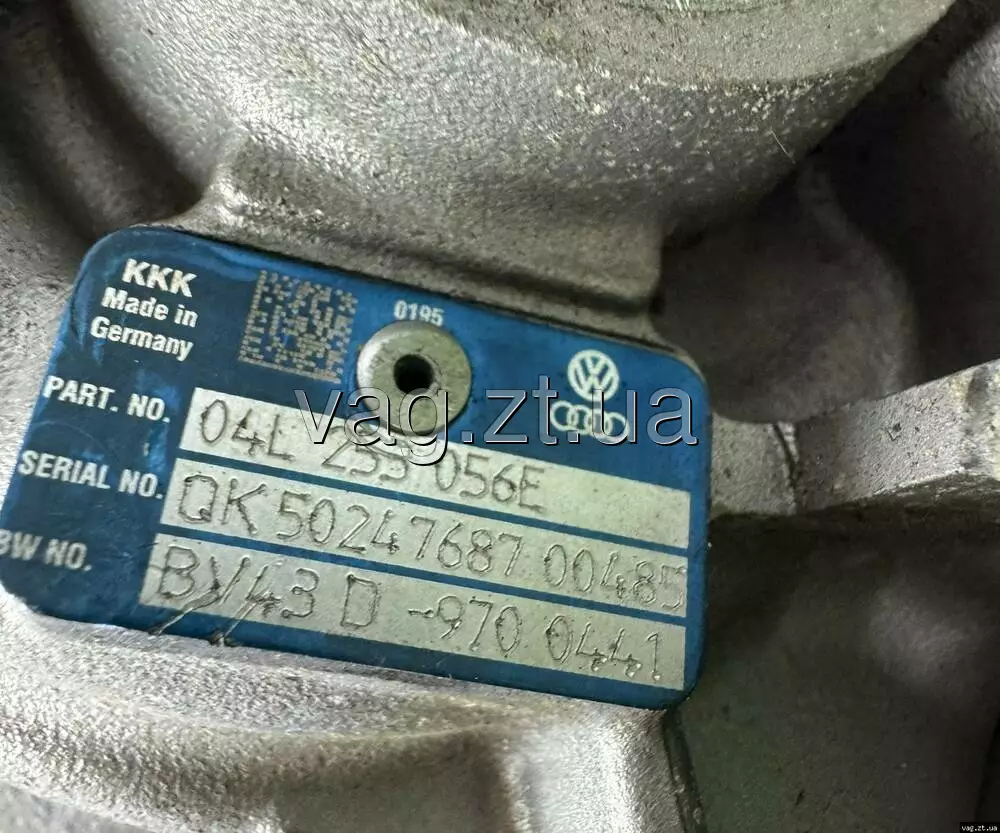 KKK
Made in
Germany
0195
PART. NO. 04L 253 056E
SERIAL NO. QK 50247687 00485
BW NO. BV43 D -970 0441
vag.zt.ua
vag.zt.ua